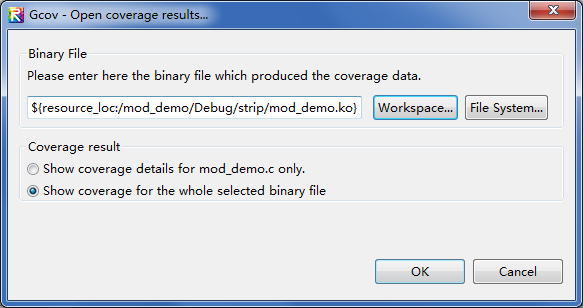 Gcov - Open coverage results...
Binary File
Please enter here the binary file which produced the coverage data.
${resource_loc:/mod_demo/Debug/strip/mod_demo.ko} Workspace... File System...
Coverage result
Show coverage details for mod_demo.c only.
Show coverage for the whole selected binary file
OK Cancel